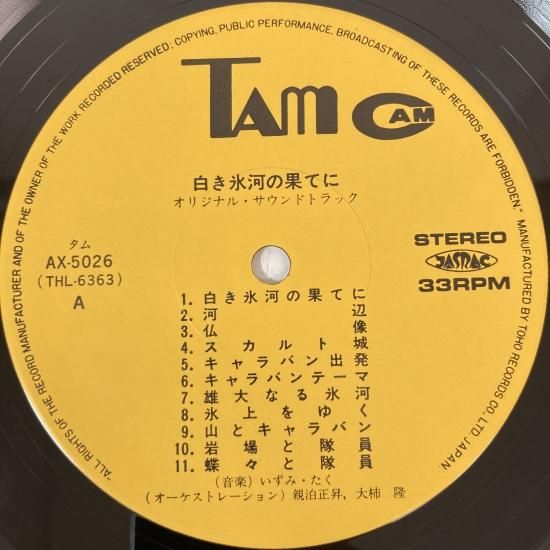 "ALL RIGHTS OF THE RECORD MANUFACTURER AND OF THE OWNER OF THE WORK RECORDED RESERVED. COPYING, PUBLIC PERFORMANCE, BROADCASTING OF THESE RECORDS ARE FORBIDDEN." MANUFACTURED BY TOHO RECORDS CO., LTD. JAPAN
TAM CAM
白き氷河の果てに
オリジナル・サウンドトラック
タム
AX-5026
(THL-6363)
A
STEREO
JASRAC
33RPM
1. 白き氷河の果てに
2. 河辺
3. 仏像
4. スカルト城
5. キャラバン出発
6. キャラバンテーマ
7. 雄大なる氷河
8. 氷上をゆく
9. 山とキャラバン
10. 岩場と隊員
11. 蝶々と隊員
(音楽) いずみ・たく
(オーケストレーション) 親泊正昇, 大柿 隆